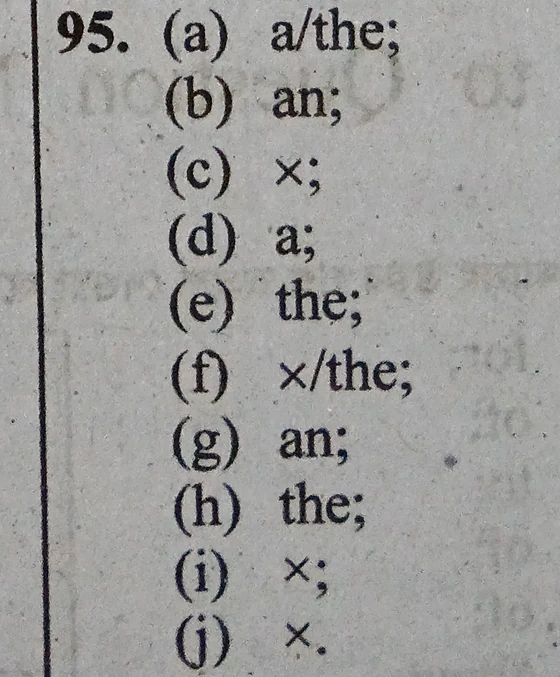 95. (a) a/the;
(b) an;
(c) ×;
(d) a;
(e) the;
(f) ×/the;
(g) an;
(h) the;
(i) ×;
(j) ×.